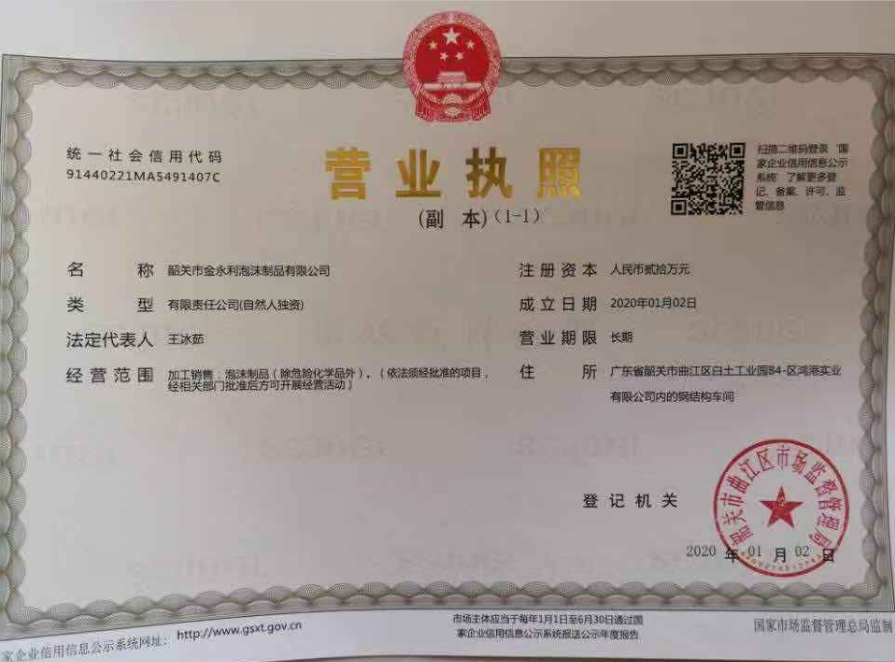 统一社会信用代码
91440221MA5491407C
营业执照
(副 本)(1-1)
扫描二维码登录“国
家企业信用信息公示
系统”了解更多登
记、备案、许可、监
管信息
名 称 韶关市金永利泡沫制品有限公司
类 型 有限责任公司(自然人独资)
法定代表人 王冰茹
经营范围 加工销售:泡沫制品(除危险化学品外)。(依法须经批准的项目,
经相关部门批准后方可开展经营活动)
注册资本 人民币贰拾万元
成立日期 2020年01月02日
营业期限 长期
住 所 广东省韶关市曲江区白土工业园B4-区鸿港实业
有限公司内的钢结构车间
登记机关
韶关市曲江区市场监督管理局
2020 年 01 月 02 日
家企业信用信息公示系统网址: http://www.gsxt.gov.cn
市场主体应当于每年1月1日至6月30日通过国
家企业信用信息公示系统报送公示年度报告
国家市场监督管理总局监制